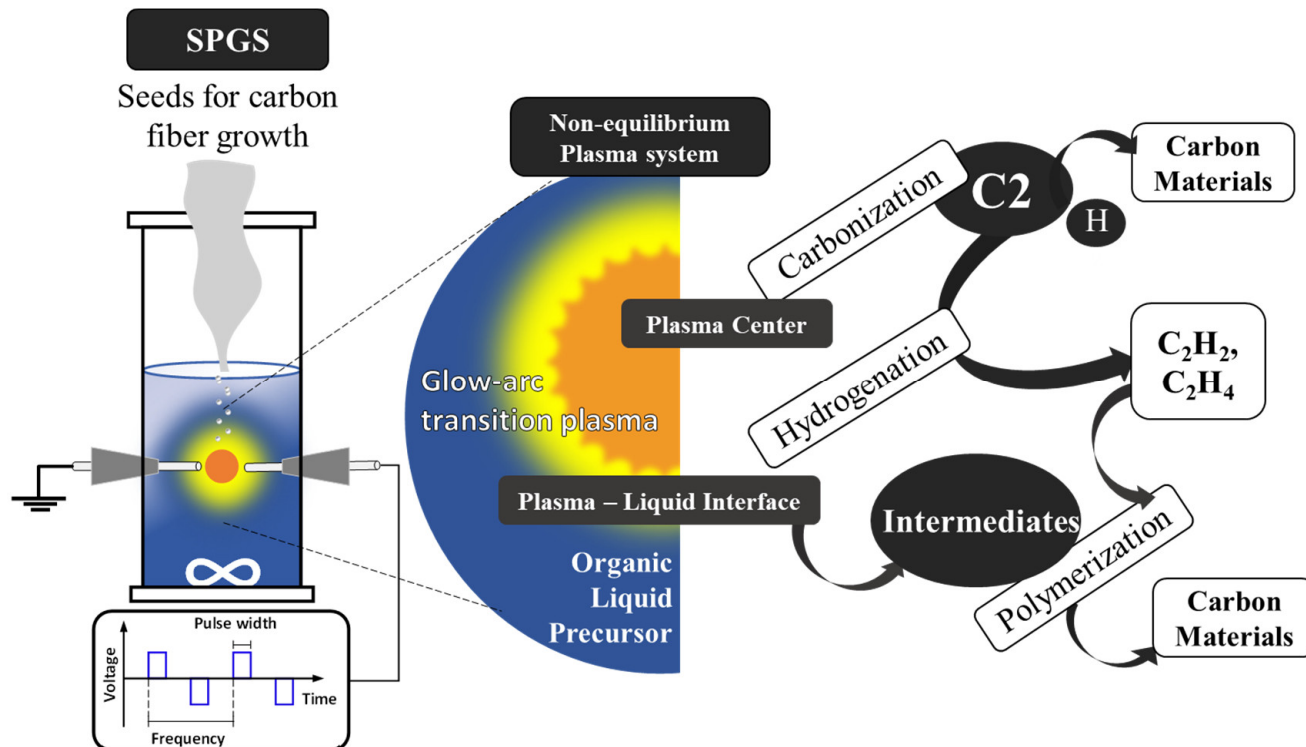 SPGS
Seeds for carbon
fiber growth
Non-equilibrium
Plasma system
Carbonization
C2
H
Carbon
Materials
Plasma Center
Hydrogenation
C₂H₂,
C₂H₄
Glow-arc
transition plasma
Plasma – Liquid Interface
Intermediates
Polymerization
Organic
Liquid
Precursor
Carbon
Materials
Pulse width
Voltage
Time
Frequency